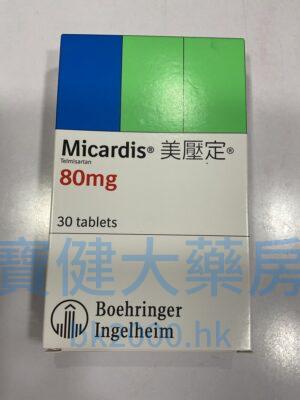 Micardis® 美壓定®
Telmisartan
80mg
30 tablets
寶健大藥房
Boehringer
Ingelheim
bk2000.hk